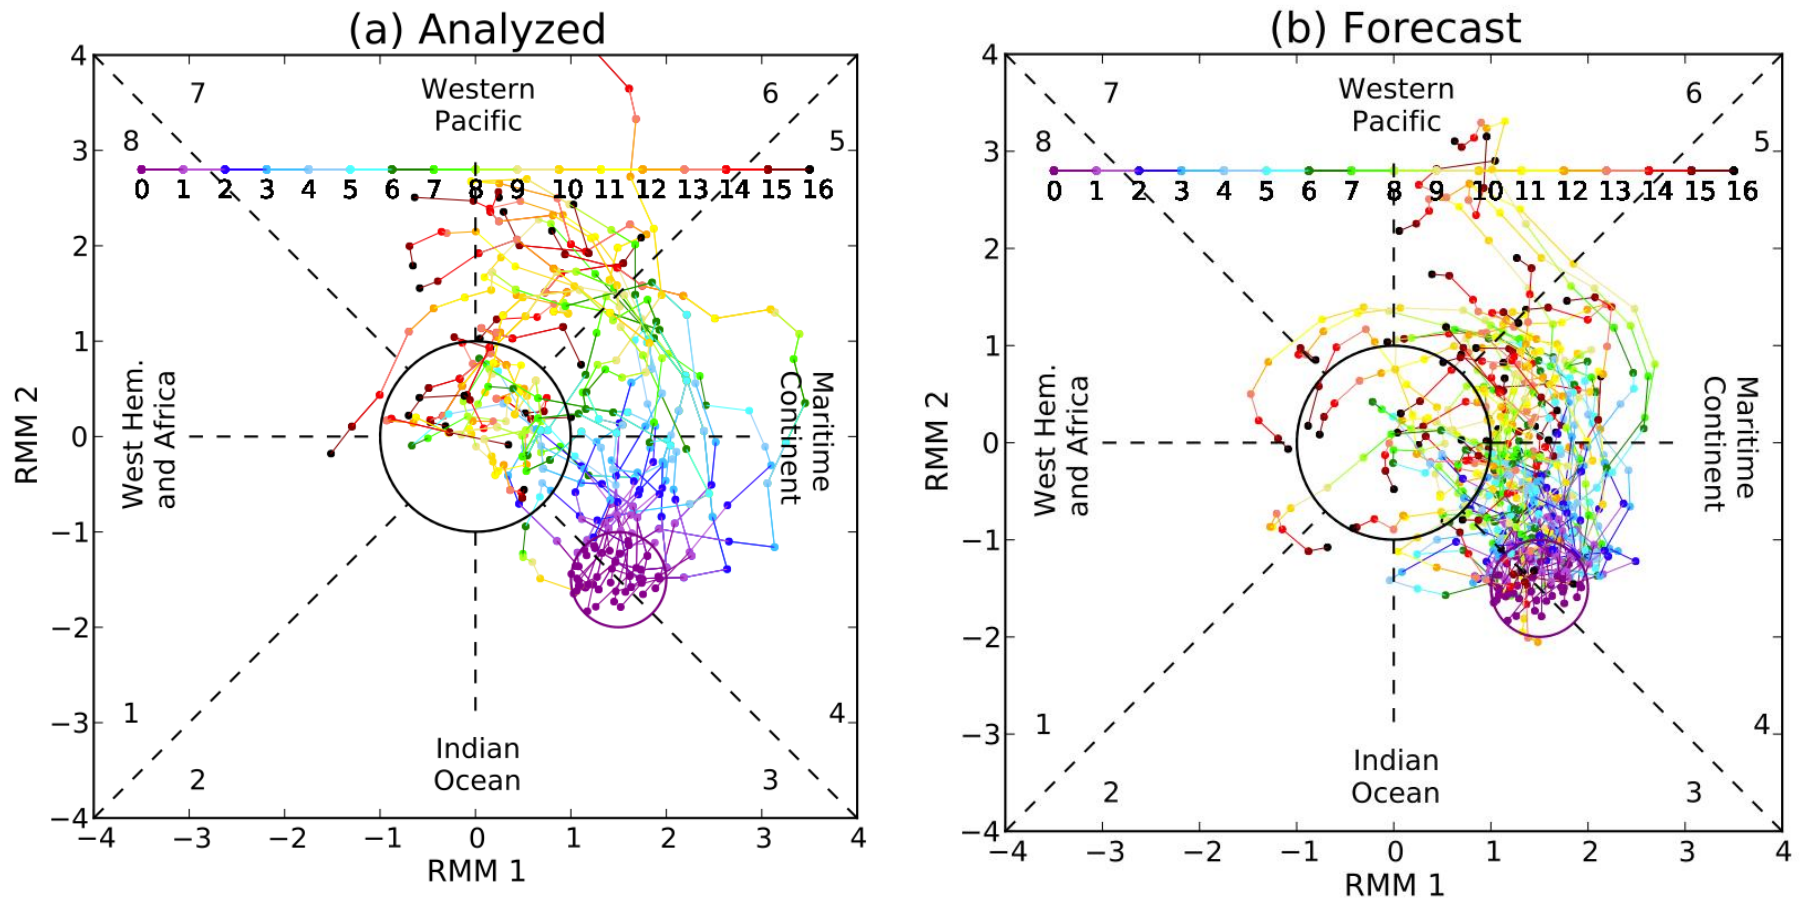 (a) Analyzed
4
3
2
1
0
−1
−2
−3
−4
RMM 2
−4 −3 −2 −1 0 1 2 3 4
RMM 1
7
Western
Pacific
6
8
5
0 1 2 3 4 5 6 7 8 9 10 11 12 13 14 15 16
West Hem.
and Africa
Maritime
Continent
1
4
2
Indian
Ocean
3
(b) Forecast
4
3
2
1
0
−1
−2
−3
−4
RMM 2
−4 −3 −2 −1 0 1 2 3 4
RMM 1
7
Western
Pacific
6
8
5
0 1 2 3 4 5 6 7 8 9 10 11 12 13 14 15 16
West Hem.
and Africa
Maritime
Continent
1
4
2
Indian
Ocean
3